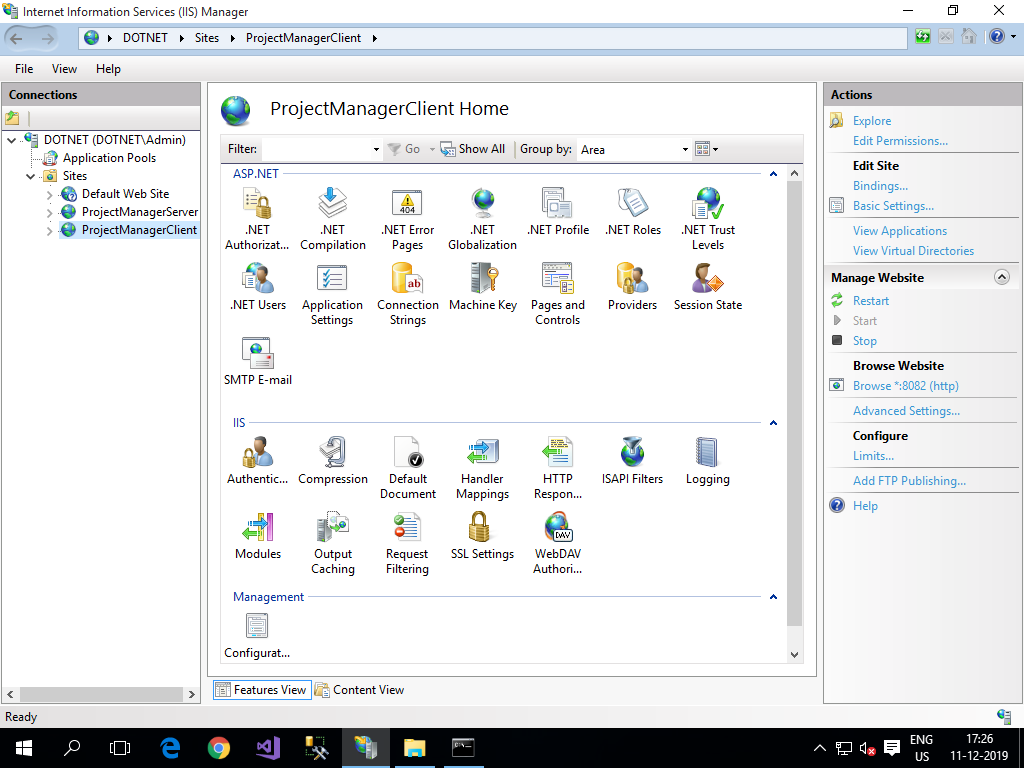 Internet Information Services (IIS) Manager
DOTNET Sites ProjectManagerClient
File View Help
Connections
DOTNET (DOTNET\Admin)
Application Pools
Sites
Default Web Site
ProjectManagerServer
ProjectManagerClient
ProjectManagerClient Home
Filter: Go Show All Group by: Area
ASP.NET
.NET Authorizat...
.NET Compilation
.NET Error Pages
404
.NET Globalization
.NET Profile
.NET Roles
.NET Trust Levels
.NET Users
Application Settings
Connection Strings
ab
Machine Key
Pages and Controls
Providers
Session State
SMTP E-mail
IIS
Authentic...
Compression
Default Document
Handler Mappings
HTTP Respon...
ISAPI Filters
Logging
Modules
Output Caching
Request Filtering
SSL Settings
WebDAV Authori...
DAV
Management
Configurat...
Features View Content View
Actions
Explore
Edit Permissions...
Edit Site
Bindings...
Basic Settings...
View Applications
View Virtual Directories
Manage Website
Restart
Start
Stop
Browse Website
Browse *:8082 (http)
Advanced Settings...
Configure
Limits...
Add FTP Publishing...
Help
Ready
ENG
US
17:26
11-12-2019